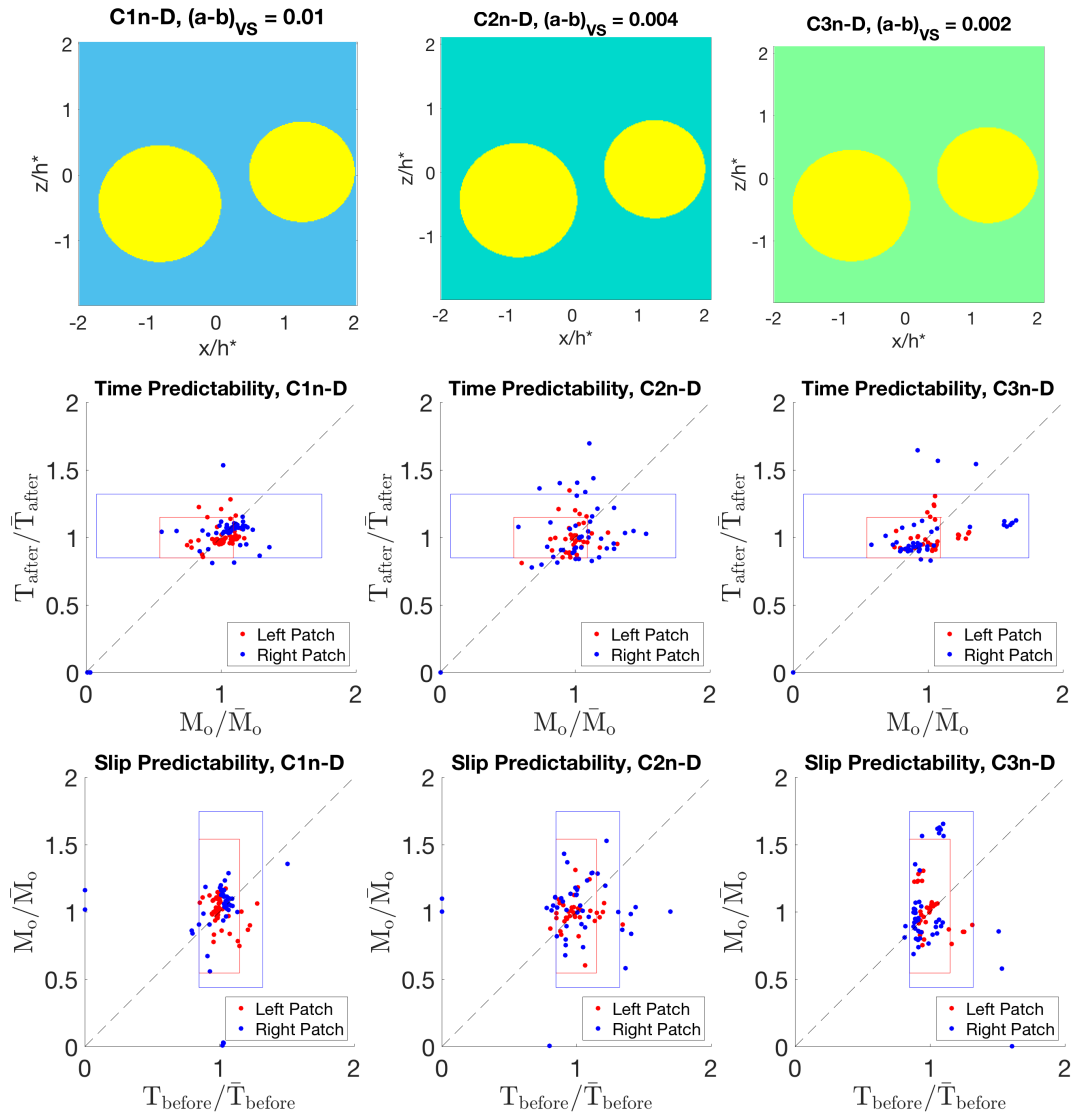 C1n-D, (a-b)VS = 0.01
C2n-D, (a-b)VS = 0.004
C3n-D, (a-b)VS = 0.002
2
1
0
-1
-2
-1
0
1
2
z/h*
x/h*
2
1
0
-1
-2
-1
0
1
2
z/h*
x/h*
2
1
0
-1
-2
-1
0
1
2
z/h*
x/h*
Time Predictability, C1n-D
2
1.5
1
0.5
0
0
1
2
Tafter/T̄after
Mo/M̄o
Left Patch
Right Patch
Time Predictability, C2n-D
2
1.5
1
0.5
0
0
1
2
Tafter/T̄after
Mo/M̄o
Left Patch
Right Patch
Time Predictability, C3n-D
2
1.5
1
0.5
0
0
1
2
Tafter/T̄after
Mo/M̄o
Left Patch
Right Patch
Slip Predictability, C1n-D
2
1.5
1
0.5
0
0
1
2
Mo/M̄o
Tbefore/T̄before
Left Patch
Right Patch
Slip Predictability, C2n-D
2
1.5
1
0.5
0
0
1
2
Mo/M̄o
Tbefore/T̄before
Left Patch
Right Patch
Slip Predictability, C3n-D
2
1.5
1
0.5
0
0
1
2
Mo/M̄o
Tbefore/T̄before
Left Patch
Right Patch